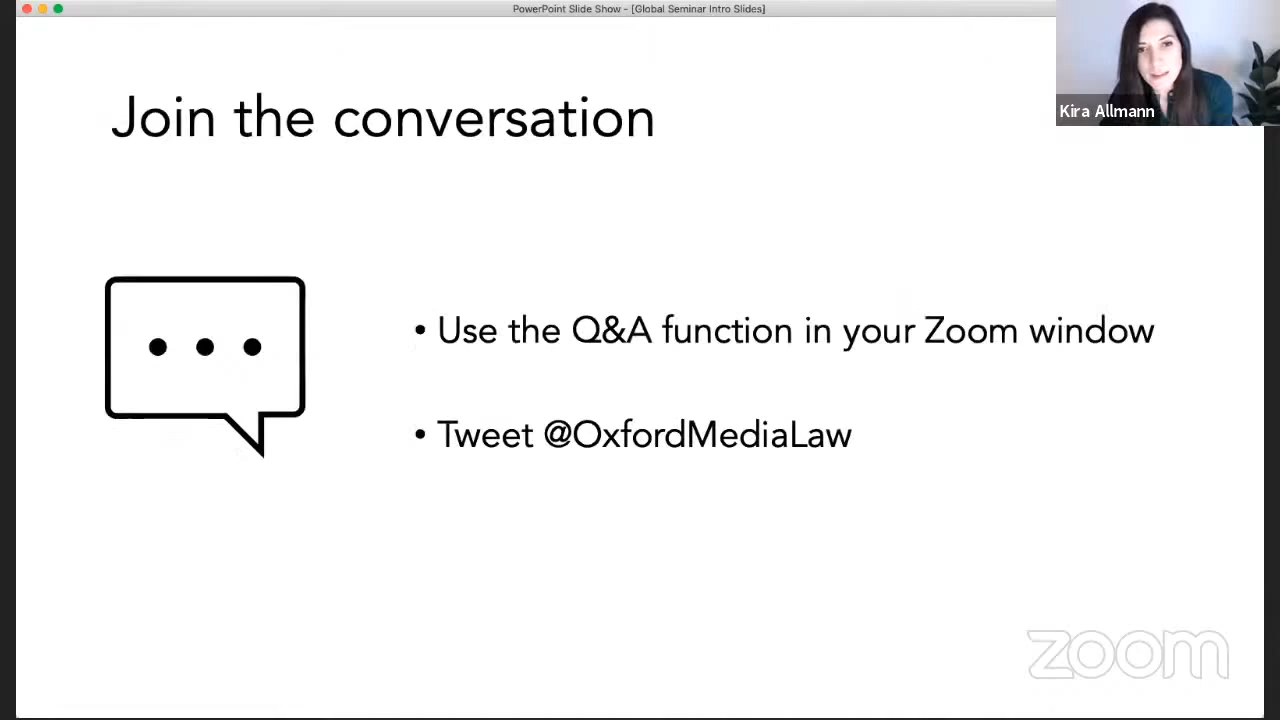 PowerPoint Slide Show - [Global Seminar Intro Slides]
Kira Allmann
Join the conversation
• Use the Q&A function in your Zoom window
• Tweet @OxfordMediaLaw
zoom